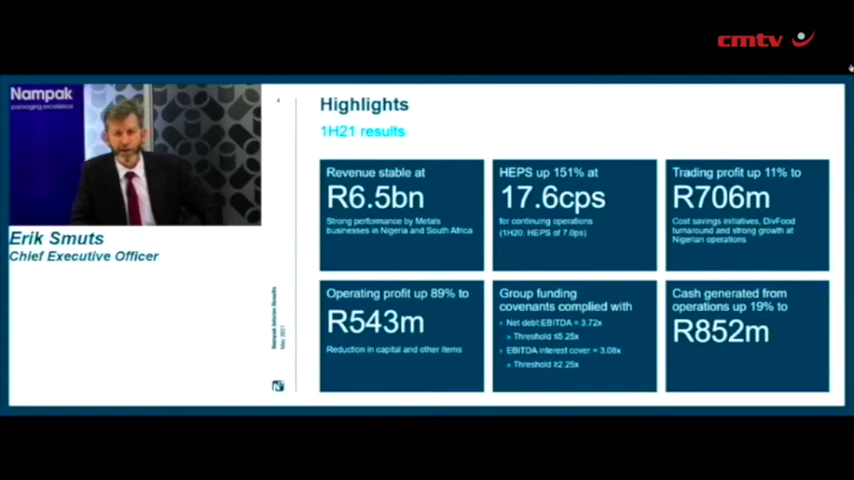 cmtv
Nampak
packaging excellence
Erik Smuts
Chief Executive Officer
4
Nampak Interim Results
May 2021
Highlights
1H21 results
Revenue stable at
R6.5bn
Strong performance by Metals
businesses in Nigeria and South Africa
HEPS up 151% at
17.6cps
for continuing operations
(1H20: HEPS of 7.0ps)
Trading profit up 11% to
R706m
Cost savings initiatives, DivFood
turnaround and strong growth at
Nigerian operations
Operating profit up 89% to
R543m
Reduction in capital and other items
Group funding
covenants complied with
› Net debt:EBITDA = 3.72x
» Threshold ≤5.25x
› EBITDA interest cover = 3.08x
» Threshold ≥2.25x
Cash generated from
operations up 19% to
R852m